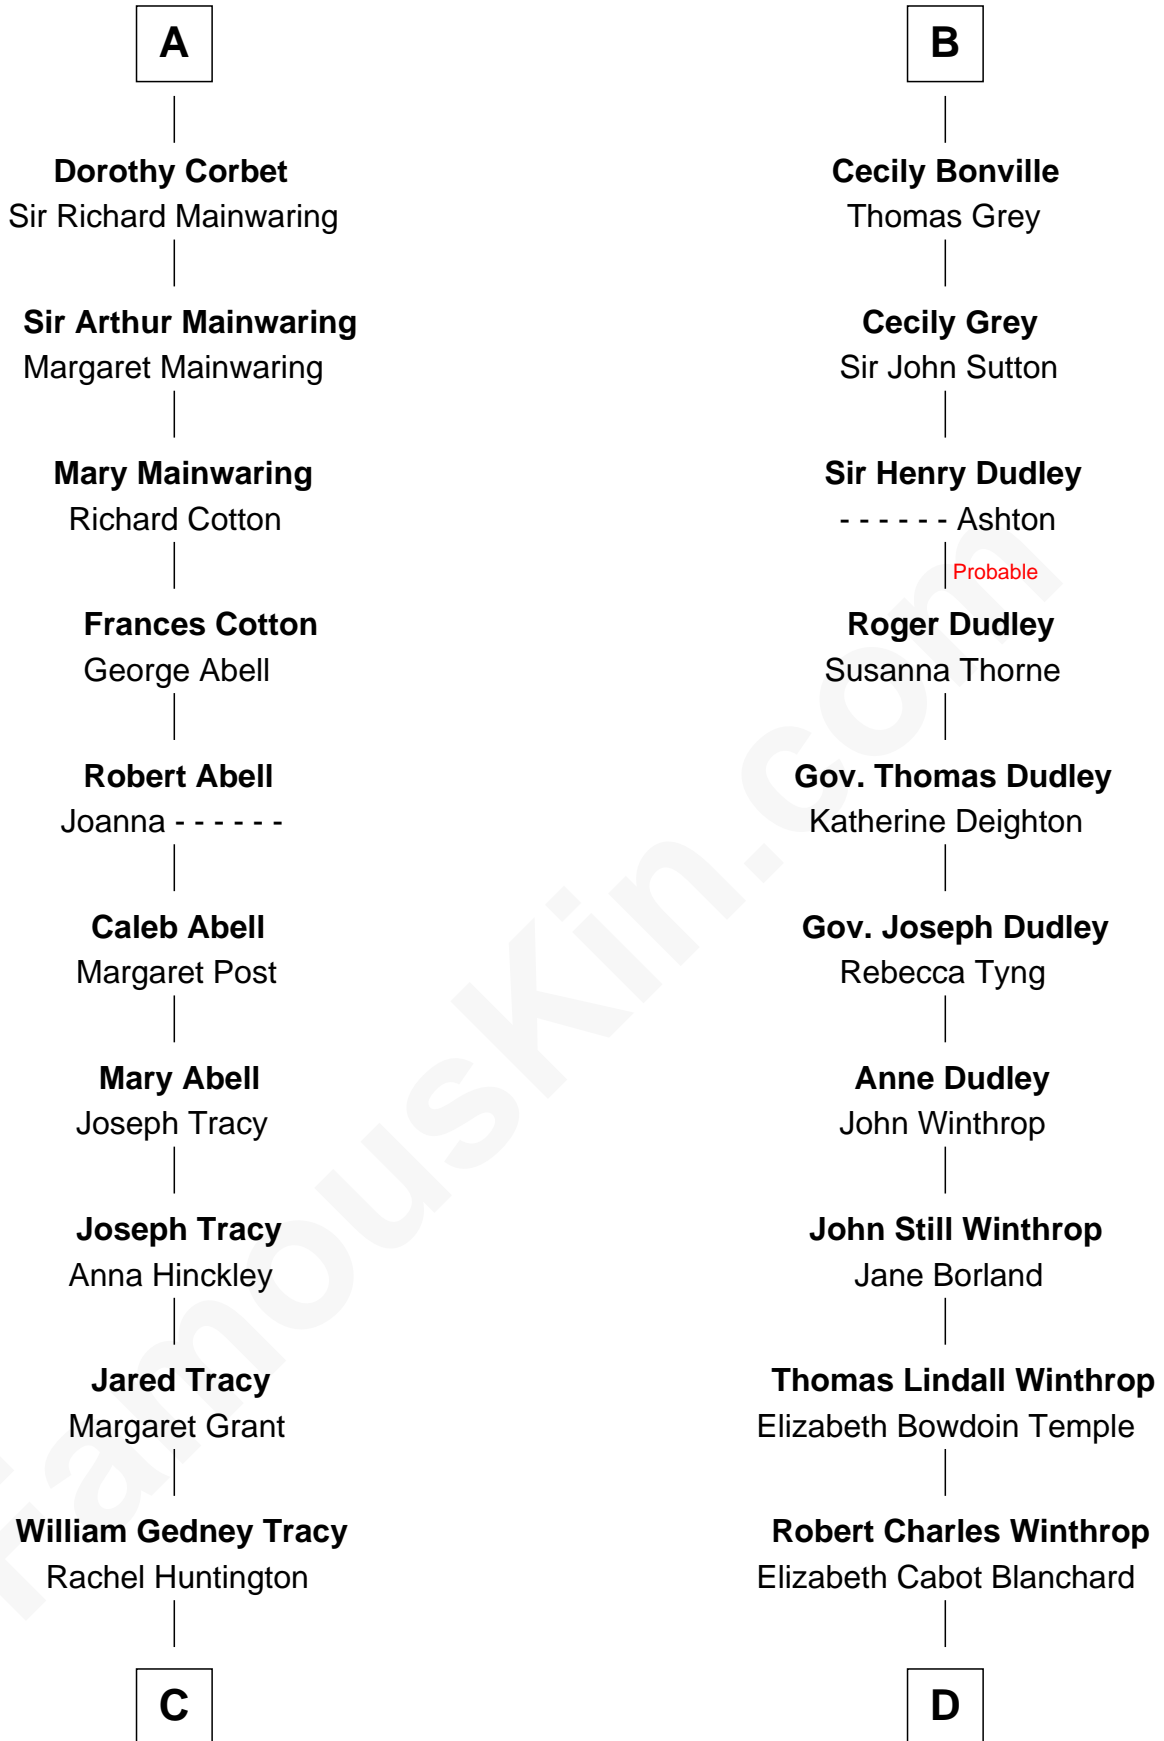 A
Dorothy Corbet
Sir Richard Mainwaring
Sir Arthur Mainwaring
Margaret Mainwaring
Mary Mainwaring
Richard Cotton
Frances Cotton
George Abell
Robert Abell
Joanna - - - - - -
Caleb Abell
Margaret Post
Mary Abell
Joseph Tracy
Joseph Tracy
Anna Hinckley
Jared Tracy
Margaret Grant
William Gedney Tracy
Rachel Huntington
C
B
Cecily Bonville
Thomas Grey
Cecily Grey
Sir John Sutton
Sir Henry Dudley
- - - - - - Ashton
Probable
Roger Dudley
Susanna Thorne
Gov. Thomas Dudley
Katherine Deighton
Gov. Joseph Dudley
Rebecca Tyng
Anne Dudley
John Winthrop
John Still Winthrop
Jane Borland
Thomas Lindall Winthrop
Elizabeth Bowdoin Temple
Robert Charles Winthrop
Elizabeth Cabot Blanchard
D
FamousKin.com